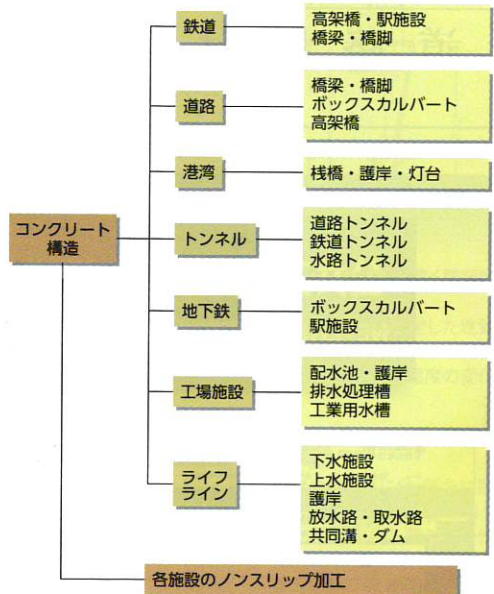 鉄道
高架橋・駅施設
橋梁・橋脚
道路
橋梁・橋脚
ボックスカルバート
高架橋
港湾
桟橋・護岸・灯台
コンクリート
構造
トンネル
道路トンネル
鉄道トンネル
水路トンネル
地下鉄
ボックスカルバート
駅施設
工場施設
配水池・護岸
排水処理槽
工業用水槽
ライフ
ライン
下水施設
上水施設
護岸
放水路・取水路
共同溝・ダム
各施設のノンスリップ加工